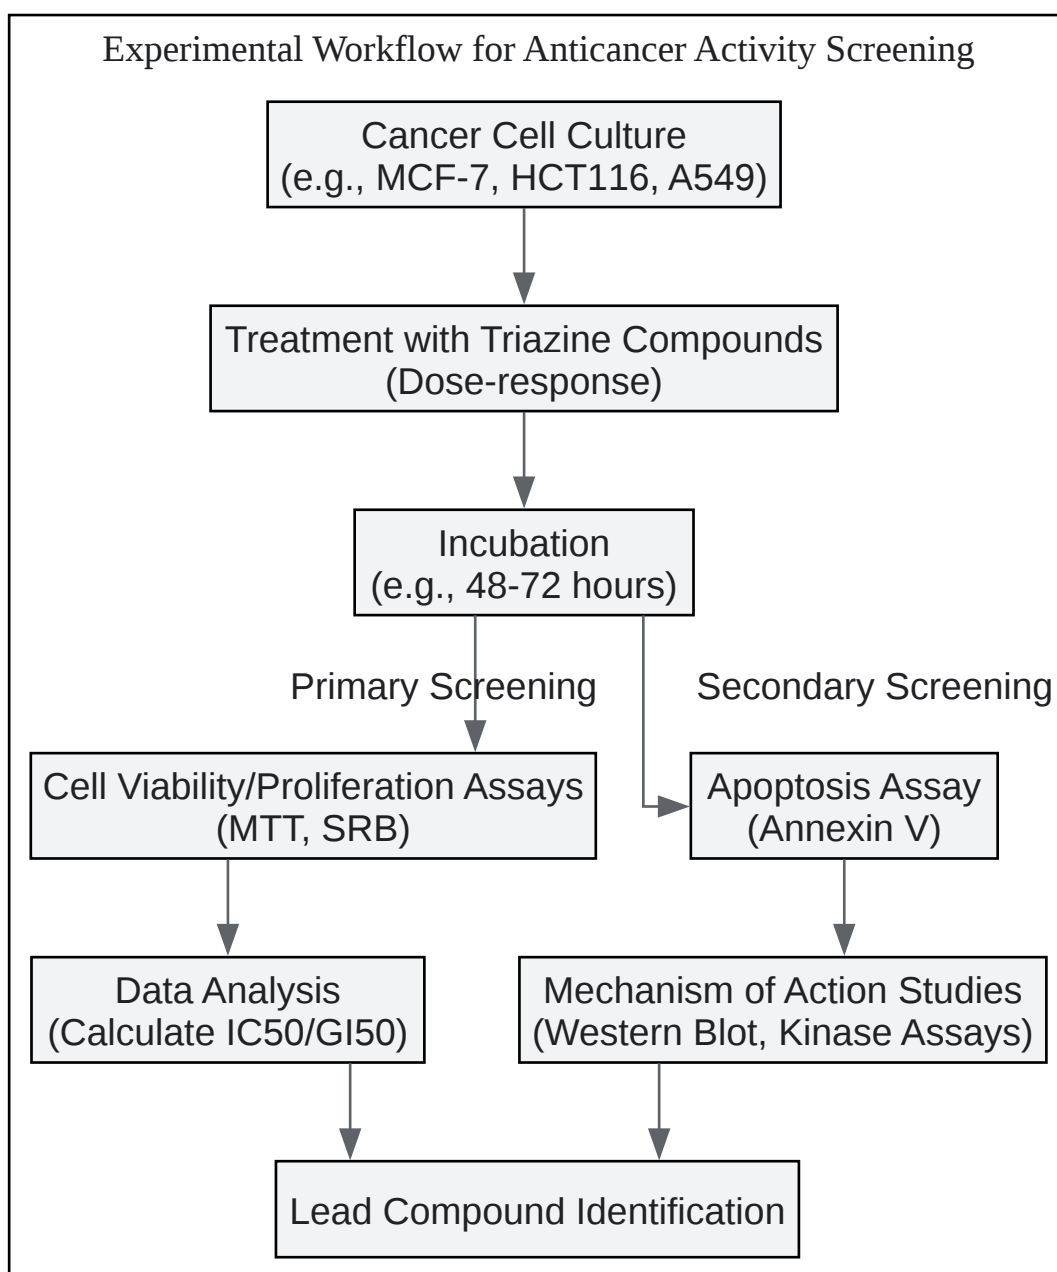 Experimental Workflow for Anticancer Activity Screening
Cancer Cell Culture
(e.g., MCF-7, HCT116, A549)
Treatment with Triazine Compounds
(Dose-response)
Incubation
(e.g., 48-72 hours)
Primary Screening
Secondary Screening
Cell Viability/Proliferation Assays
(MTT, SRB)
Apoptosis Assay
(Annexin V)
Data Analysis
(Calculate IC50/GI50)
Mechanism of Action Studies
(Western Blot, Kinase Assays)
Lead Compound Identification